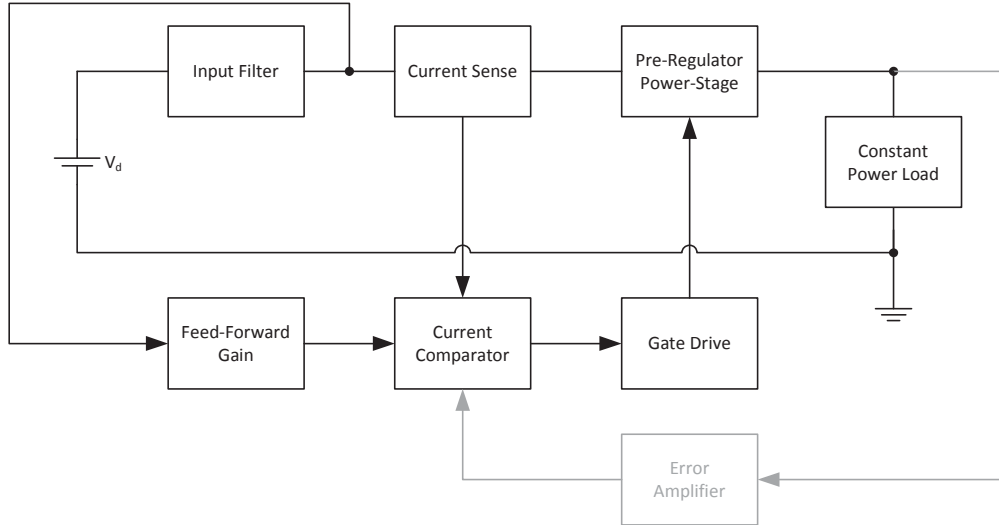 Input Filter
Current Sense
Pre-Regulator
Power-Stage
V_d
Constant
Power Load
Feed-Forward
Gain
Current
Comparator
Gate Drive
Error
Amplifier